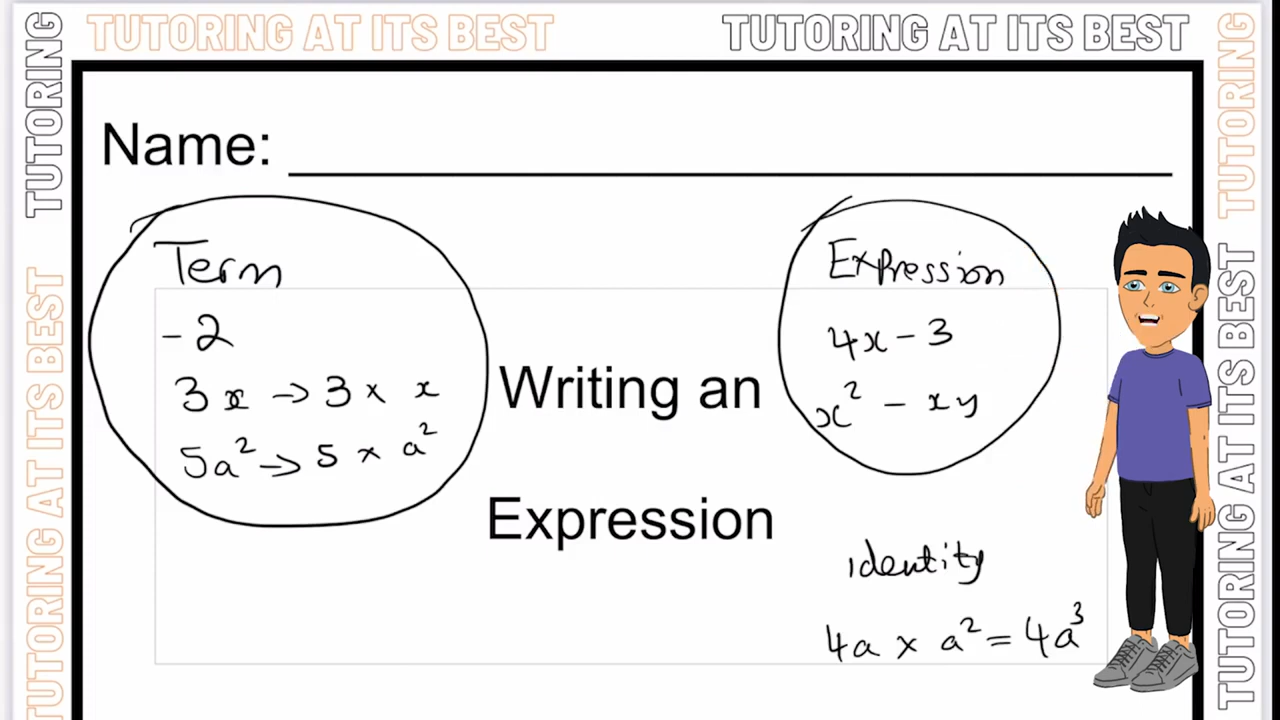 TUTORING AT ITS BEST
TUTORING AT ITS BEST
TUTORING
TUTORING AT ITS BEST
TUTORING
TUTORING AT ITS BEST
Name:
Term
-2
3x → 3 × x
5a² → 5 × a²
Expression
4x - 3
x² - xy
Writing an
Expression
identity
4a × a² = 4a³